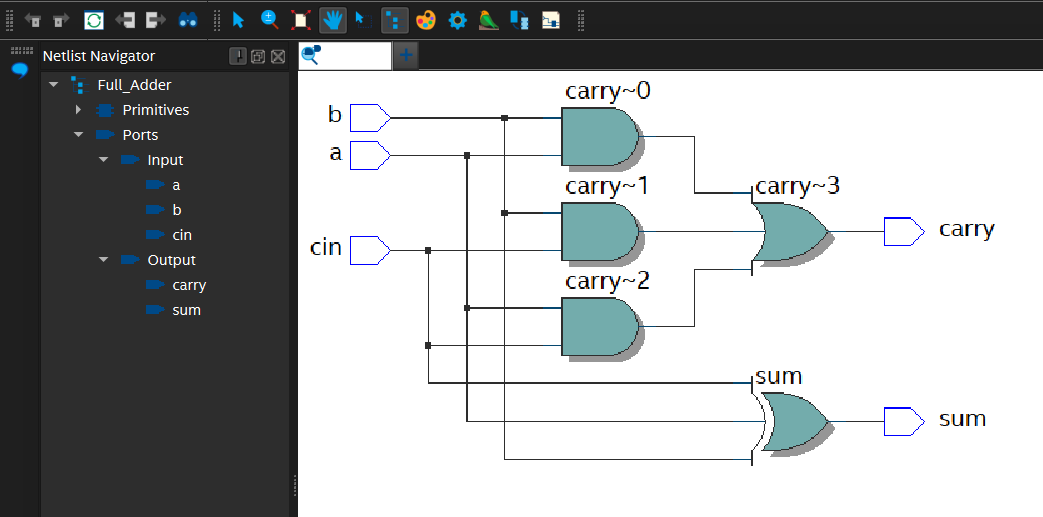 Netlist Navigator
Full_Adder
Primitives
Ports
Input
a
b
cin
Output
carry
sum
b
a
cin
carry~0
carry~1
carry~2
carry~3
carry
sum
sum